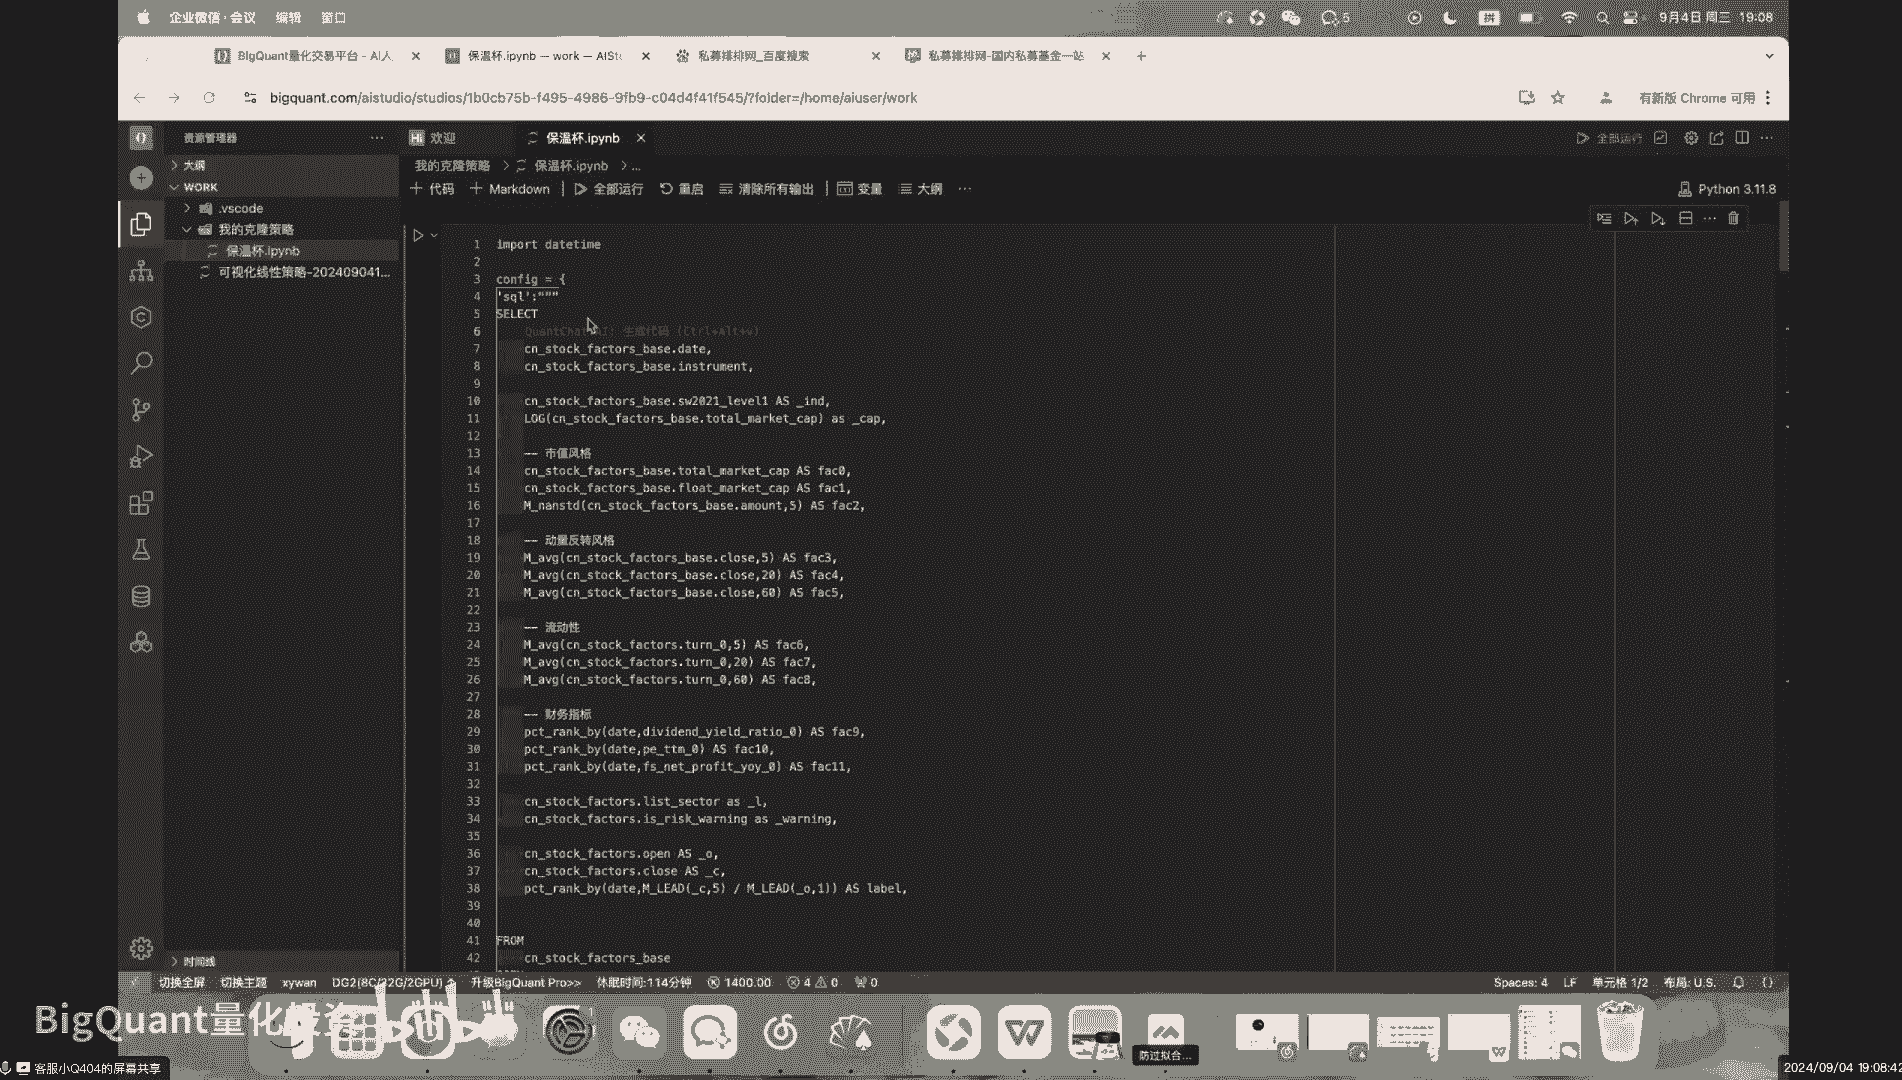 企业微信·会议 编辑 窗口 5 拼 9月4日 周三 19:08
BigQuant量化交易平台 - AI人 保温杯.ipynb — work — AISt 私募排排网_百度搜索 私募排排网-国内私募基金一站
bigquant.com/aistudio/studios/1b0cb75b-f495-4986-9fb9-c04d4f41f545/?folder=/home/aiuser/work 有新版 Chrome 可用
资源管理器 ··· Hi 欢迎 保温杯.ipynb 全部运行 ···
大纲 我的克隆策略 > 保温杯.ipynb > ...
WORK + 代码 + Markdown 全部运行 重启 清除所有输出 变量 大纲 ··· Python 3.11.8
.vscode
我的克隆策略
保温杯.ipynb
可视化线性策略-202409041...
1 import datetime
2
3 config = {
4 'sql':"""
5 SELECT
6 QuantChat AI: 生成代码 (Ctrl+Alt+v)
7 cn_stock_factors_base.date,
8 cn_stock_factors_base.instrument,
9
10 cn_stock_factors_base.sw2021_level1 AS _ind,
11 LOG(cn_stock_factors_base.total_market_cap) as _cap,
12
13 -- 市值风格
14 cn_stock_factors_base.total_market_cap AS fac0,
15 cn_stock_factors_base.float_market_cap AS fac1,
16 M_nanstd(cn_stock_factors_base.amount,5) AS fac2,
17
18 -- 动量反转风格
19 M_avg(cn_stock_factors_base.close,5) AS fac3,
20 M_avg(cn_stock_factors_base.close,20) AS fac4,
21 M_avg(cn_stock_factors_base.close,60) AS fac5,
22
23 -- 流动性
24 M_avg(cn_stock_factors.turn_0,5) AS fac6,
25 M_avg(cn_stock_factors.turn_0,20) AS fac7,
26 M_avg(cn_stock_factors.turn_0,60) AS fac8,
27
28 -- 财务指标
29 pct_rank_by(date,dividend_yield_ratio_0) AS fac9,
30 pct_rank_by(date,pe_ttm_0) AS fac10,
31 pct_rank_by(date,fs_net_profit_yoy_0) AS fac11,
32
33 cn_stock_factors.list_sector as _l,
34 cn_stock_factors.is_risk_warning as _warning,
35
36 cn_stock_factors.open AS _o,
37 cn_stock_factors.close AS _c,
38 pct_rank_by(date,M_LEAD(_c,5) / M_LEAD(_o,1)) AS label,
39
40
41 FROM
42 cn_stock_factors_base
时间线
切换全屏 切换主题 xywan DG2(8C/32G/2GPU) 升级BigQuant Pro>> 休眠时间:114分钟 1400.00 4 0 0 Spaces: 4 LF 单元格 1/2 布局: U.S.
BigQuant量化投资 bilibili
防过拟合...
客服小Q404的屏幕共享 2024/09/04 19:08:4